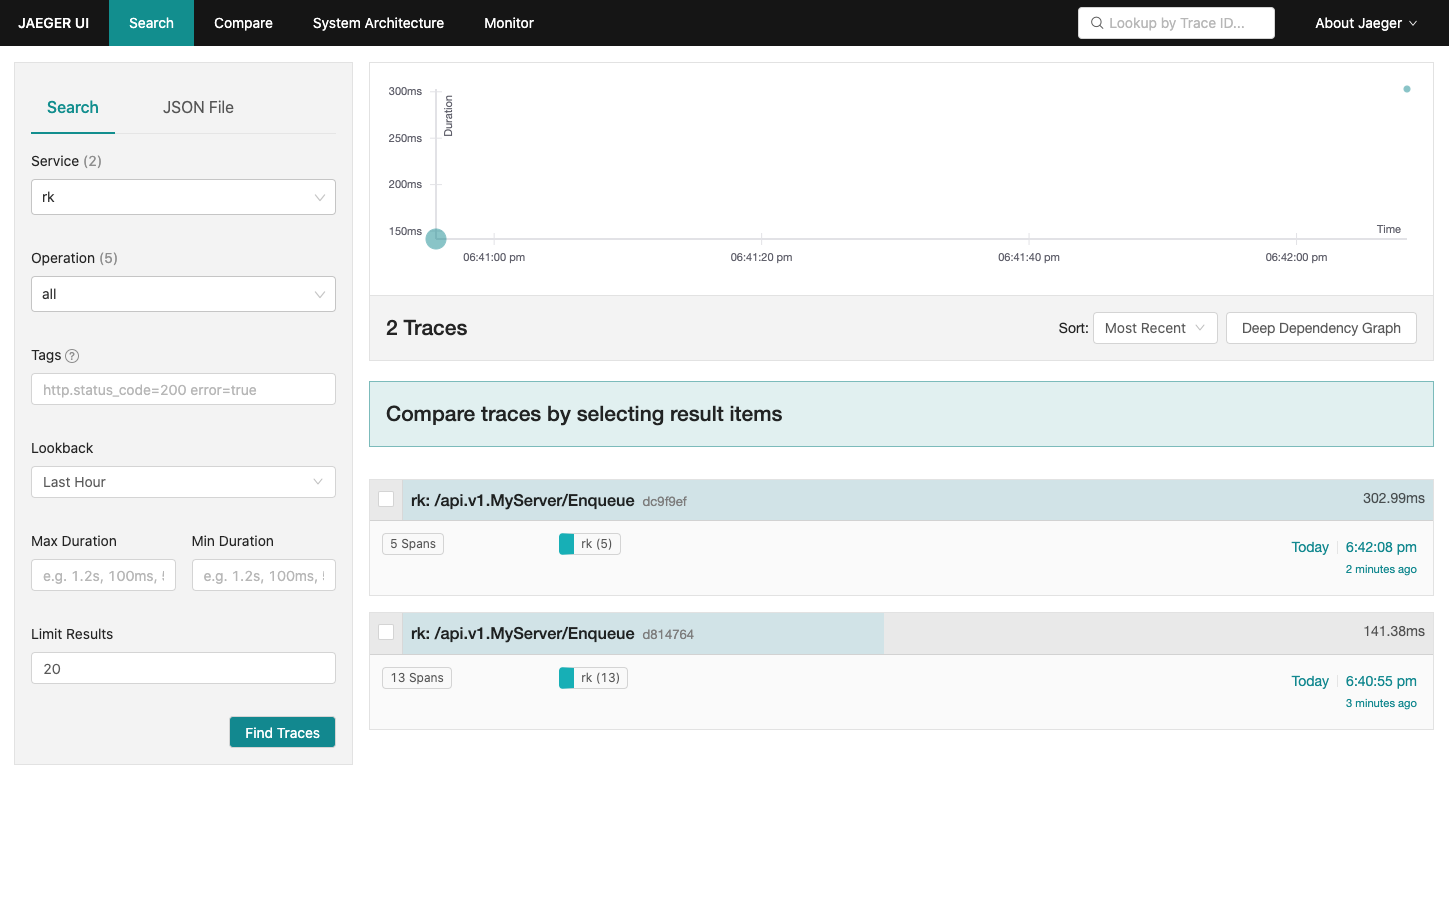 JAEGER UI Search Compare System Architecture Monitor Lookup by Trace ID... About Jaeger
Search JSON File
Service (2)
rk
Operation (5)
all
Tags ?
http.status_code=200 error=true
Lookback
Last Hour
Max Duration Min Duration
e.g. 1.2s, 100ms, e.g. 1.2s, 100ms,
Limit Results
20
Find Traces
300ms
250ms
200ms
150ms
Duration
Time
06:41:00 pm 06:41:20 pm 06:41:40 pm 06:42:00 pm
2 Traces Sort: Most Recent Deep Dependency Graph
Compare traces by selecting result items
rk: /api.v1.MyServer/Enqueue dc9f9ef 302.99ms
5 Spans rk (5) Today 6:42:08 pm
2 minutes ago
rk: /api.v1.MyServer/Enqueue d814764 141.38ms
13 Spans rk (13) Today 6:40:55 pm
3 minutes ago